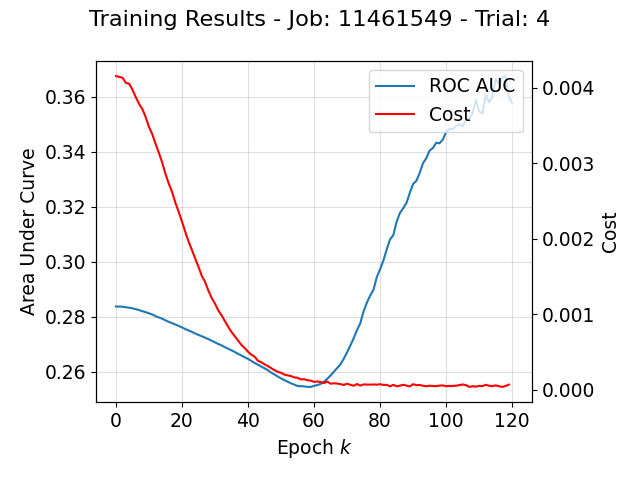 Training Results - Job: 11461549 - Trial: 4
ROC AUC
Cost
Area Under Curve
0.36
0.34
0.32
0.30
0.28
0.26
0.004
0.003
0.002
0.001
0.000
Cost
0 20 40 60 80 100 120
Epoch k